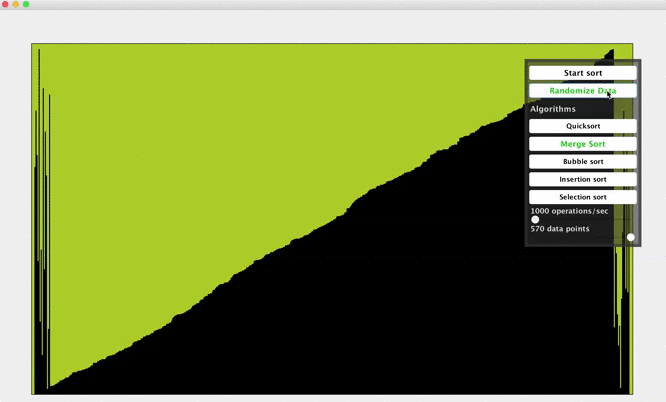 Start sort
Randomize Data
Algorithms
Quicksort
Merge Sort
Bubble sort
Insertion sort
Selection sort
1000 operations/sec
570 data points